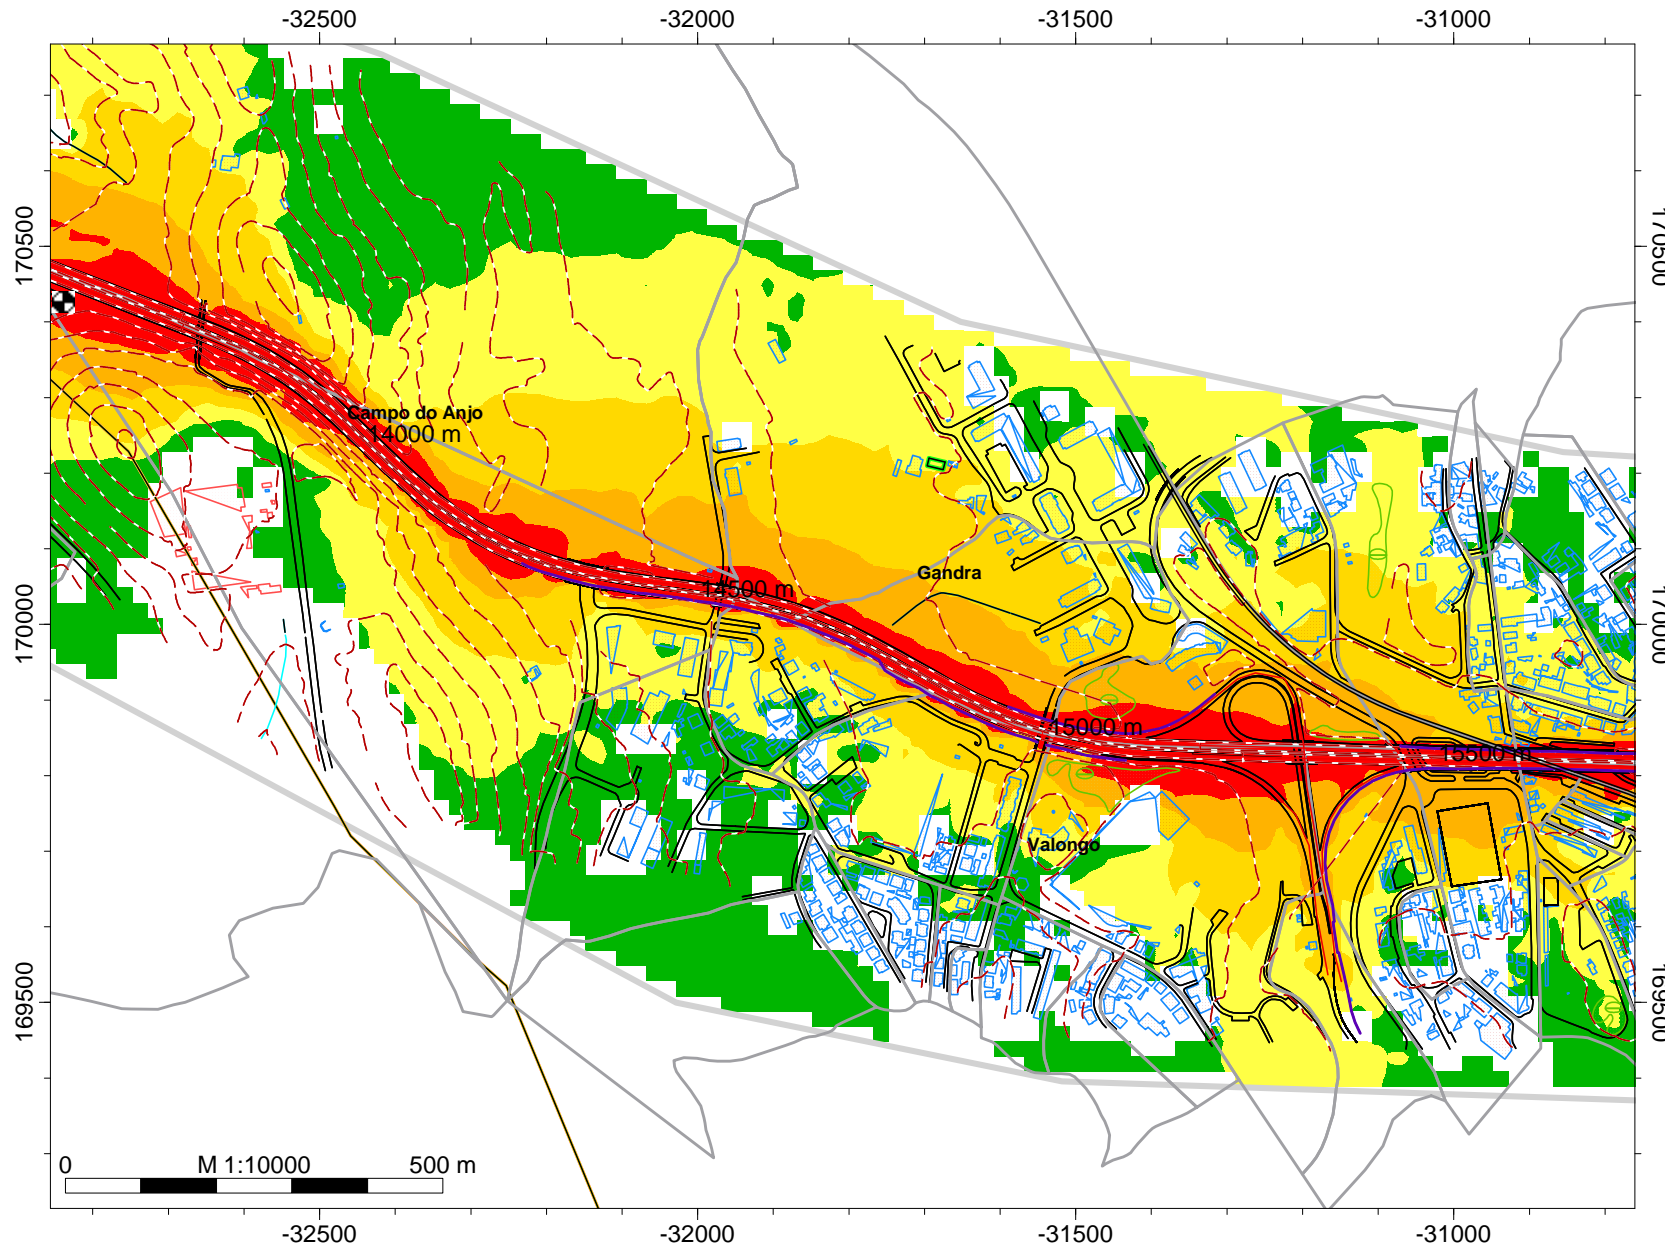 -32500 -32000 -31500 -31000
170500 170500
Campo do Anjo
14000 m
Gandra
14500 m
170000 170000
15000 m
15500 m
Valongo
169500 169500
0 M 1:10000 500 m
-32500 -32000 -31500 -31000